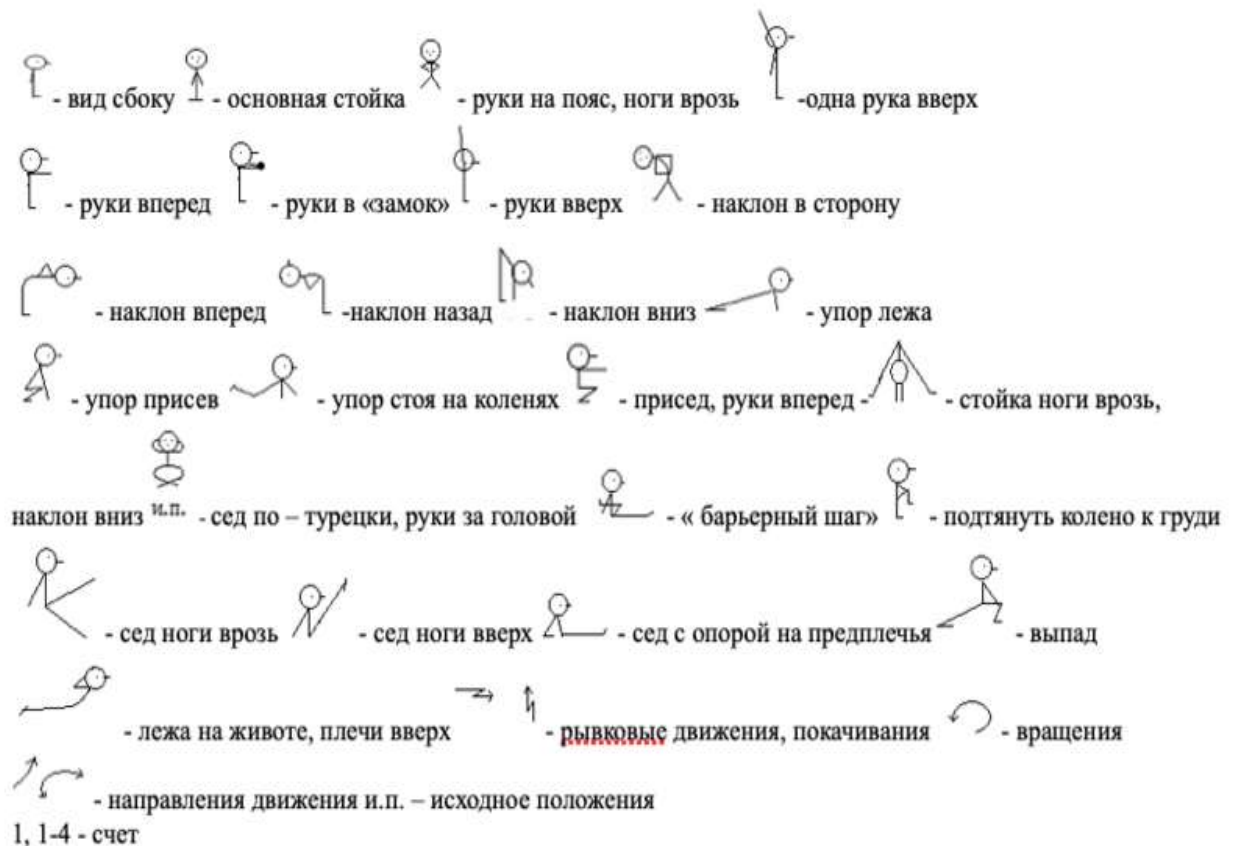 - вид сбоку - основная стойка - руки на пояс, ноги врозь -одна рука вверх
- руки вперед - руки в «замок» - руки вверх - наклон в сторону
- наклон вперед -наклон назад - наклон вниз - упор лежа
- упор присев - упор стоя на коленях - присед, руки вперед - - стойка ноги врозь,
наклон вниз и.п. - сед по – турецки, руки за головой - « барьерный шаг» - подтянуть колено к груди
- сед ноги врозь - сед ноги вверх - сед с опорой на предплечья - выпад
- лежа на животе, плечи вверх - рывковые движения, покачивания - вращения
- направления движения и.п. – исходное положения
1, 1-4 - счет